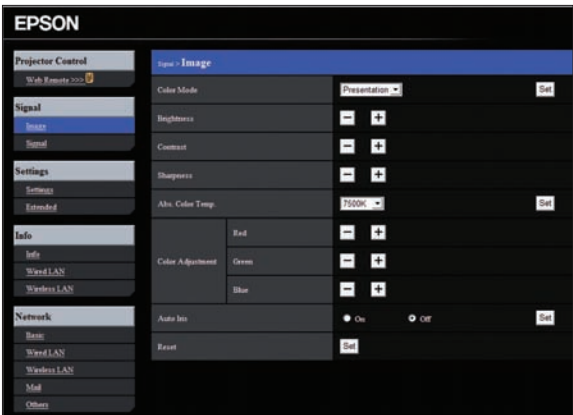 EPSON
Projector Control
Web Remote >>>
Signal
Image
Signal
Settings
Settings
Extended
Info
Info
Wired LAN
Wireless LAN
Network
Basic
Wired LAN
Wireless LAN
Mail
Others
Signal > Image
Color Mode Presentation Set
Brightness − +
Contrast − +
Sharpness − +
Abs. Color Temp. 7500K Set
Color Adjustment
Red − +
Green − +
Blue − +
Auto Iris On Off Set
Reset Set